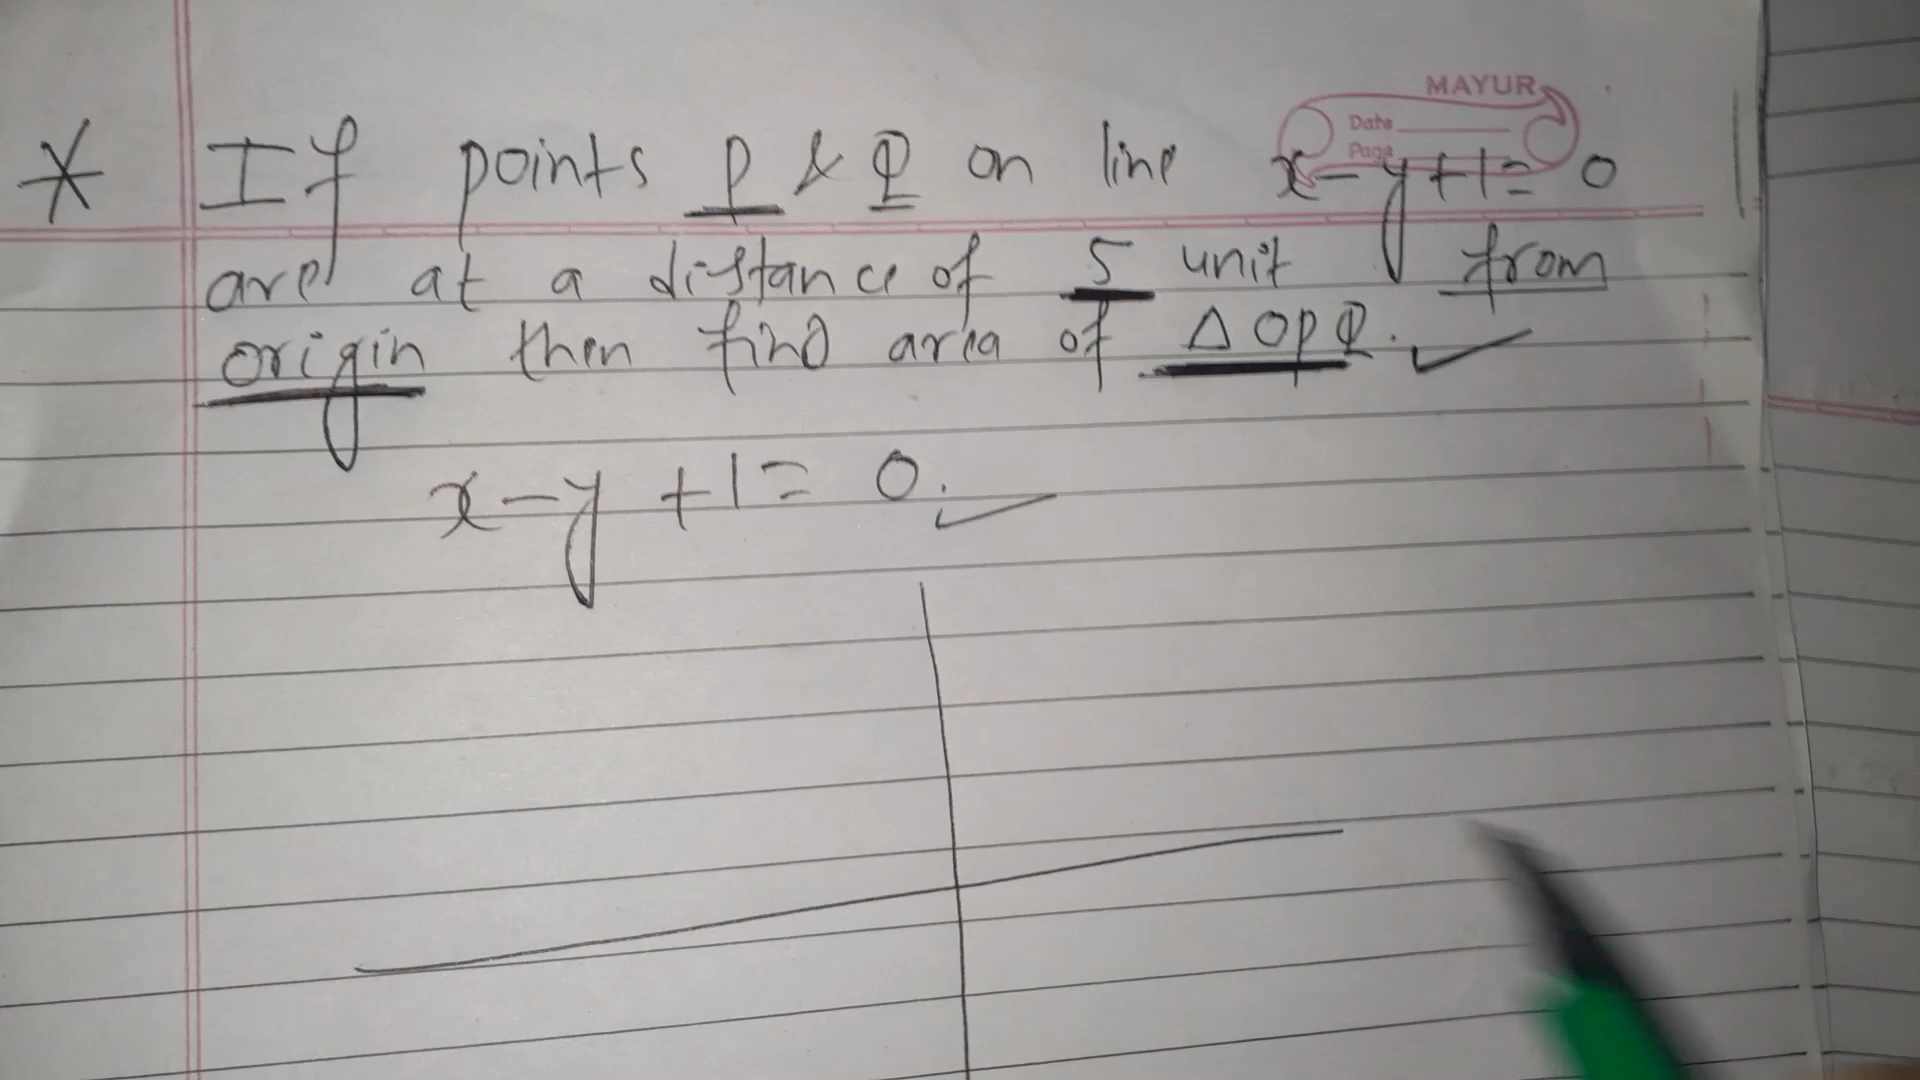 MAYUR
Date
Page
* If points P & Q on line x-y+1=0
are at a distance of 5 unit from
origin then find area of Δ OPQ.
x-y+1=0.